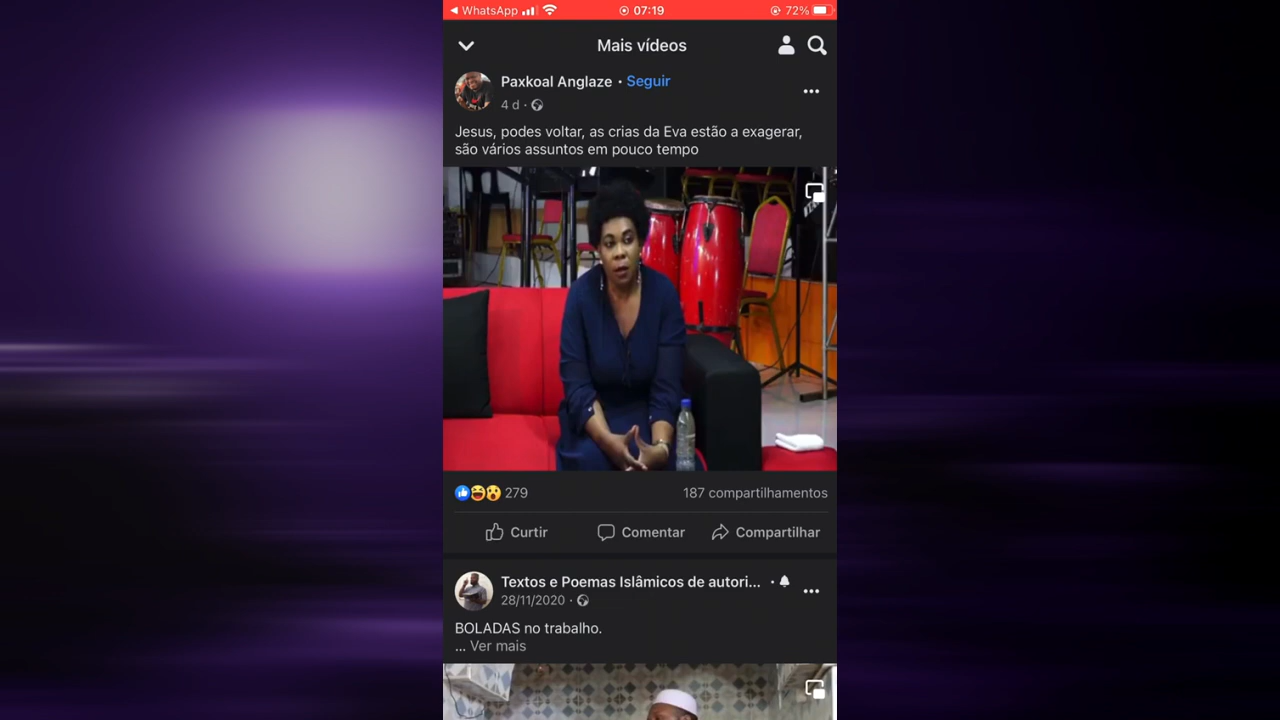 WhatsApp 07:19 72%
Mais vídeos
Paxkoal Anglaze · Seguir
4 d ·
Jesus, podes voltar, as crias da Eva estão a exagerar,
são vários assuntos em pouco tempo
279 187 compartilhamentos
Curtir Comentar Compartilhar
Textos e Poemas Islâmicos de autori... ·
28/11/2020 ·
BOLADAS no trabalho.
... Ver mais